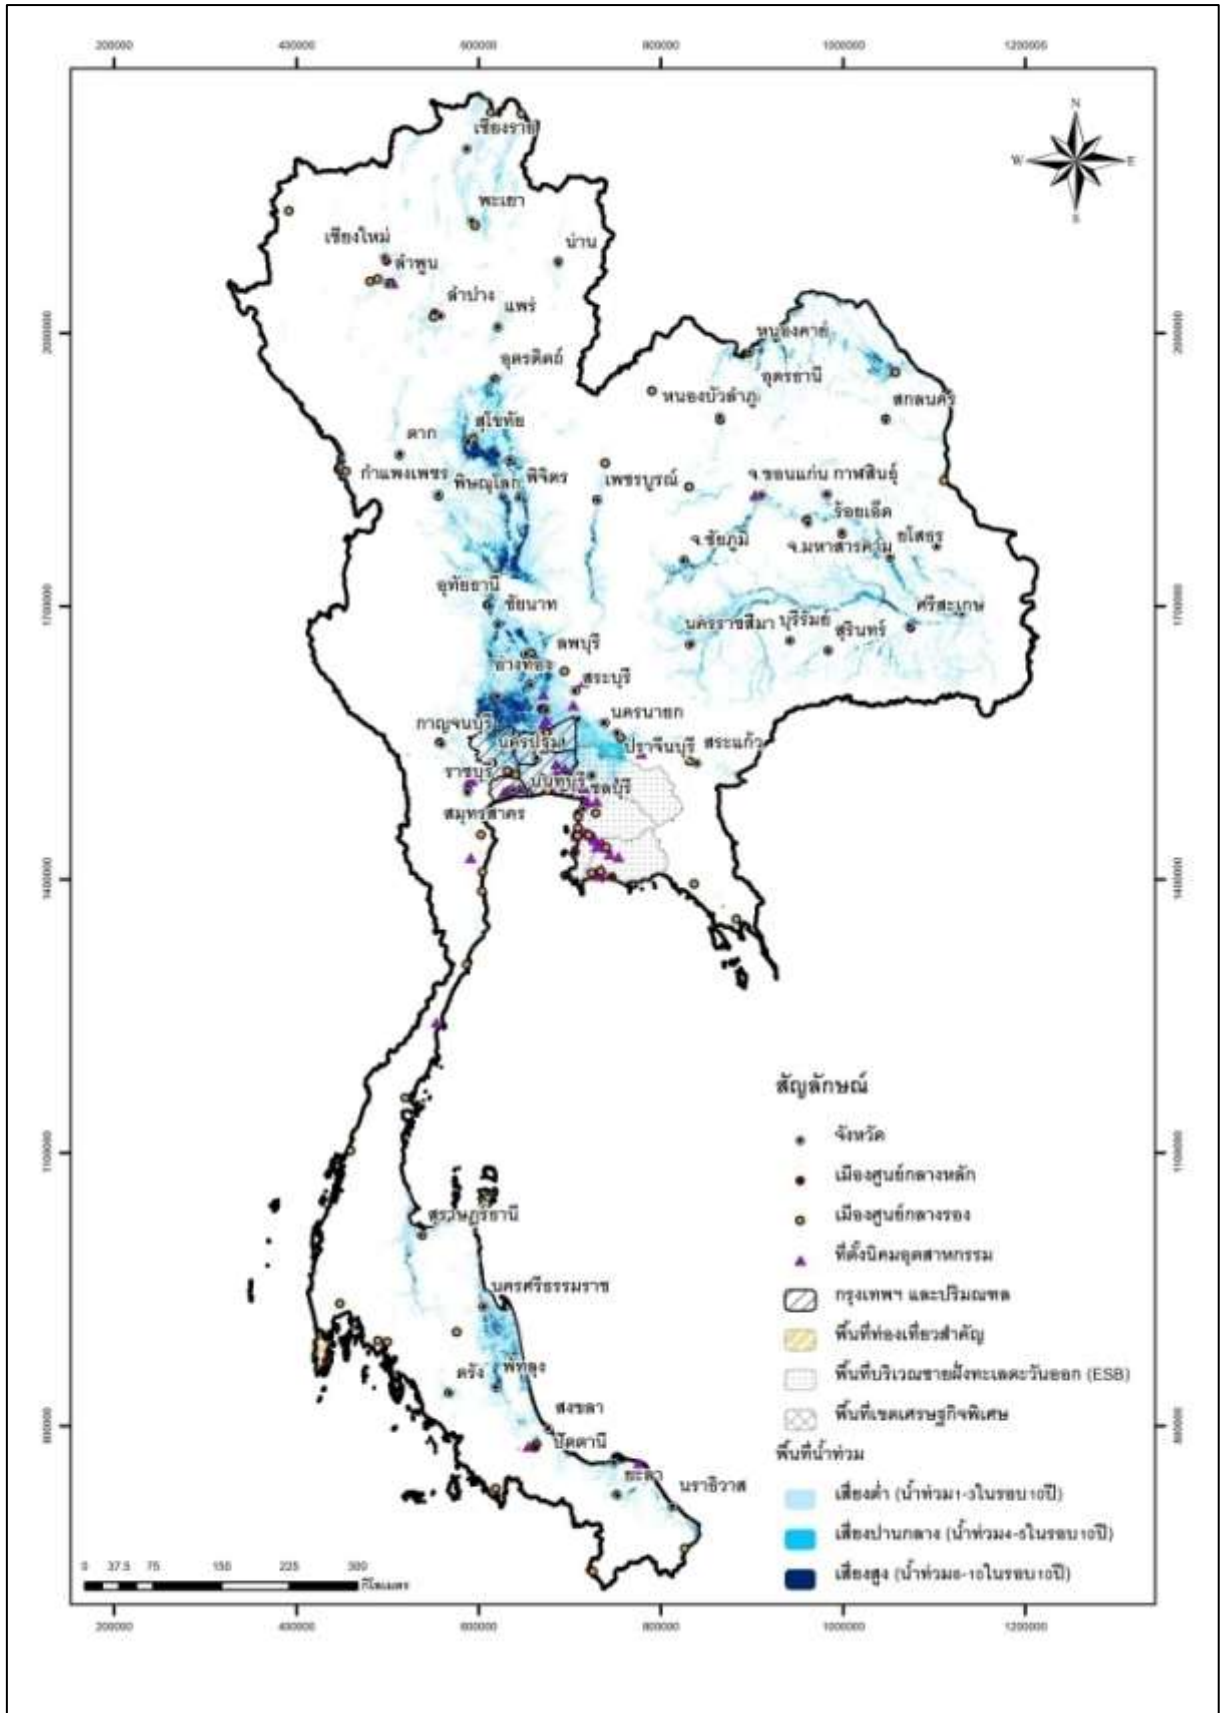 200000 400000 600000 800000 1000000 1200000
N
W E
S
เชียงราย
พะเยา
เชียงใหม่
น่าน
ลำพูน
ลำปาง
แพร่
2000000 2000000
หนองคาย
อุตรดิตถ์
อุดรธานี
หนองบัวลำภู
สกลนคร
สุโขทัย
ตาก
กำแพงเพชร
พิษณุโลก
พิจิตร
เพชรบูรณ์
จ.ขอนแก่น
กาฬสินธุ์
ร้อยเอ็ด
จ.ชัยภูมิ
จ.มหาสารคาม
ยโสธร
อุทัยธานี
ชัยนาท
1700000 1700000
ศรีสะเกษ
นครราชสีมา
บุรีรัมย์
สุรินทร์
ลพบุรี
อ่างทอง
สระบุรี
กาญจนบุรี
นครนายก
นครปฐม
ปราจีนบุรี
สระแก้ว
ราชบุรี
นนทบุรี
ชลบุรี
สมุทรสาคร
1400000 1400000
สัญลักษณ์
จังหวัด
1100000 1100000
เมืองศูนย์กลางหลัก
เมืองศูนย์กลางรอง
สุราษฎร์ธานี
ที่ตั้งนิคมอุตสาหกรรม
นครศรีธรรมราช
กรุงเทพฯ และปริมณฑล
พื้นที่ท่องเที่ยวสำคัญ
ตรัง
พัทลุง
พื้นที่บริเวณชายฝั่งทะเลตะวันออก (ESB)
สงขลา
พื้นที่เขตเศรษฐกิจพิเศษ
800000 800000
ปัตตานี
พื้นที่น้ำท่วม
ยะลา
นราธิวาส
เสี่ยงต่ำ (น้ำท่วม1-3ในรอบ10ปี)
เสี่ยงปานกลาง (น้ำท่วม4-5ในรอบ10ปี)
เสี่ยงสูง (น้ำท่วม6-10ในรอบ10ปี)
0 37.5 75 150 225 300
กิโลเมตร
200000 400000 600000 800000 1000000 1200000